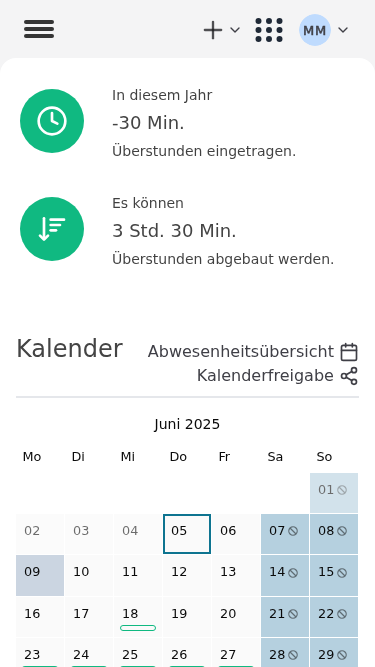 MM
In diesem Jahr
-30 Min.
Überstunden eingetragen.
Es können
3 Std. 30 Min.
Überstunden abgebaut werden.
Kalender
Abwesenheitsübersicht
Kalenderfreigabe
Juni 2025
Mo Di Mi Do Fr Sa So
01
02 03 04 05 06 07 08
09 10 11 12 13 14 15
16 17 18 19 20 21 22
23 24 25 26 27 28 29